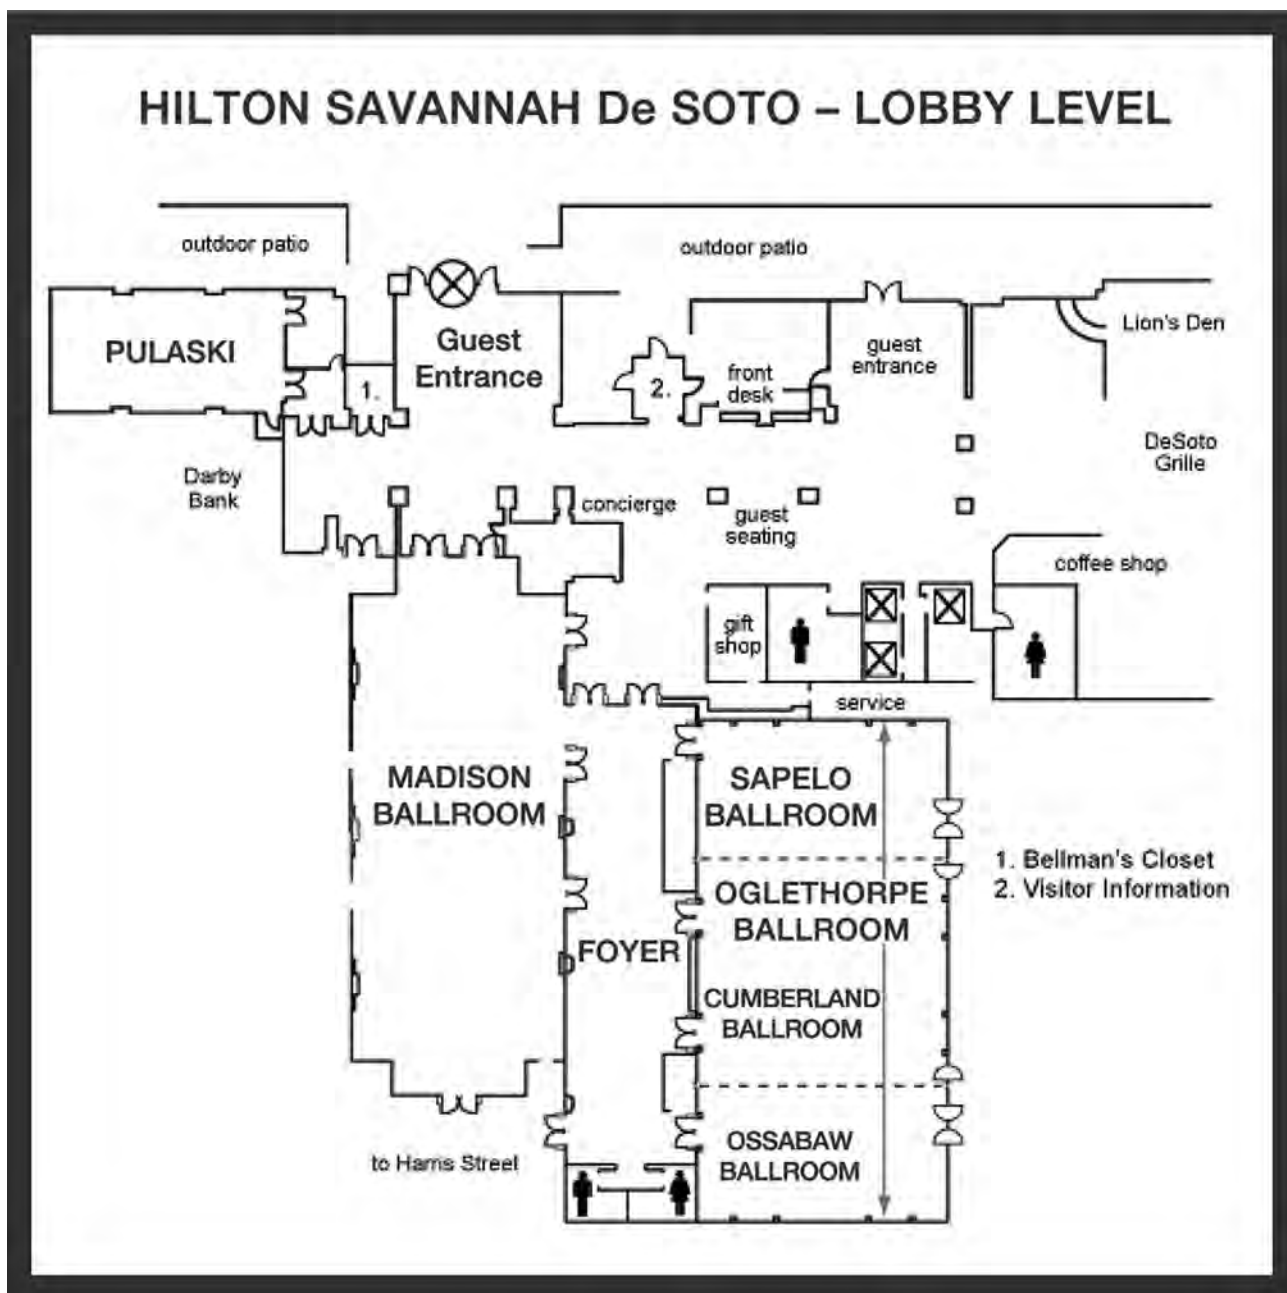 HILTON SAVANNAH De SOTO – LOBBY LEVEL
outdoor patio
outdoor patio
PULASKI
Guest
Entrance
1.
2.
front
desk
guest
entrance
Lion's Den
DeSoto
Grille
Darby
Bank
concierge
guest
seating
coffee shop
gift
shop
service
MADISON
BALLROOM
SAPELO
BALLROOM
OGLETHORPE
BALLROOM
FOYER
CUMBERLAND
BALLROOM
OSSABAW
BALLROOM
1. Bellman's Closet
2. Visitor Information
to Harris Street